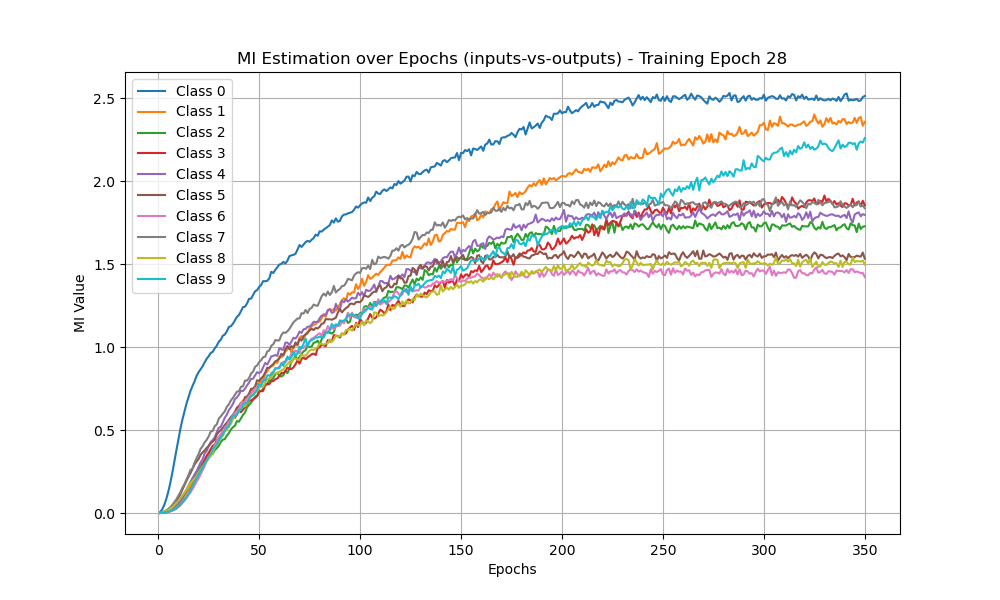 MI Estimation over Epochs (inputs-vs-outputs) - Training Epoch 28
Class 0
Class 1
Class 2
Class 3
Class 4
Class 5
Class 6
Class 7
Class 8
Class 9
MI Value
2.5
2.0
1.5
1.0
0.5
0.0
0
50
100
150
200
250
300
350
Epochs